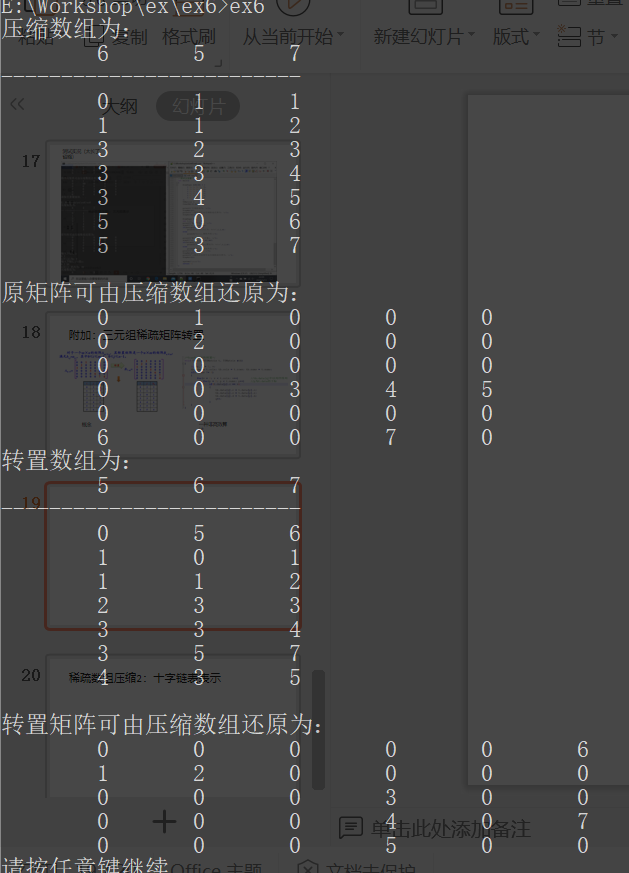 E:\Workshop\ex\ex6>ex6
压缩数组为:
6 5 7
-------------------------
0 1 1
1 1 2
3 2 3
3 3 4
3 4 5
5 0 6
5 3 7
原矩阵可由压缩数组还原为:
0 1 0 0 0
0 2 0 0 0
0 0 0 0 0
0 0 3 4 5
0 0 0 0 0
6 0 0 7 0
转置数组为:
5 6 7
-------------------------
0 5 6
1 0 1
1 1 2
2 3 3
3 3 4
3 5 7
4 3 5
转置矩阵可由压缩数组还原为:
0 0 0 0 0 6
1 2 0 0 0 0
0 0 0 3 0 0
0 0 0 4 0 7
0 0 0 5 0 0
请按任意键继续
复制 格式刷 从当前开始 新建幻灯片 版式 节 重置
大纲 幻灯片
17
18
附加: 三元组稀疏矩阵转置
19
20
稀疏数组压缩2: 十字链表表示
单击此处添加备注
Office 主题 文档未保护